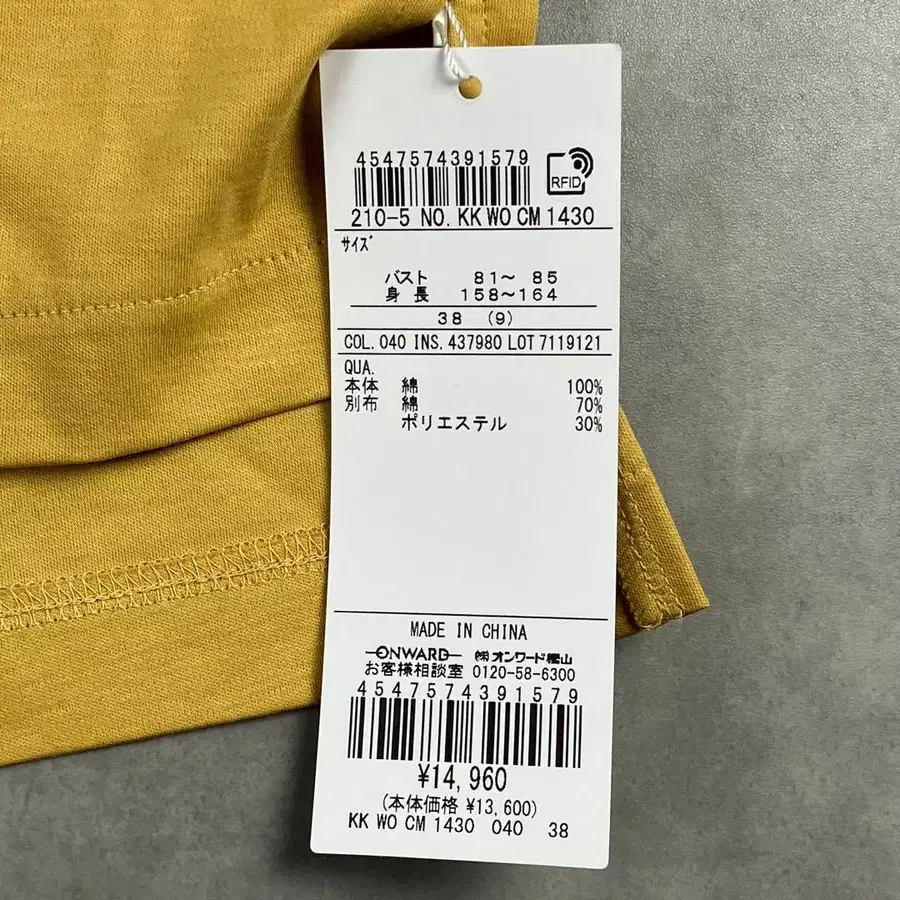 4547574391579
RFID
210-5 NO. KK WO CM 1430
サイズ
バスト 81～ 85
身長 158～164
38 (9)
COL. 040 INS. 437980 LOT 7119121
QUA.
本体 綿 100%
別布 綿 70%
ポリエステル 30%
MADE IN CHINA
ONWARD ㈱オンワード樫山
お客様相談室 0120-58-6300
4547574391579
¥14,960
(本体価格 ¥13,600)
KK WO CM 1430 040 38